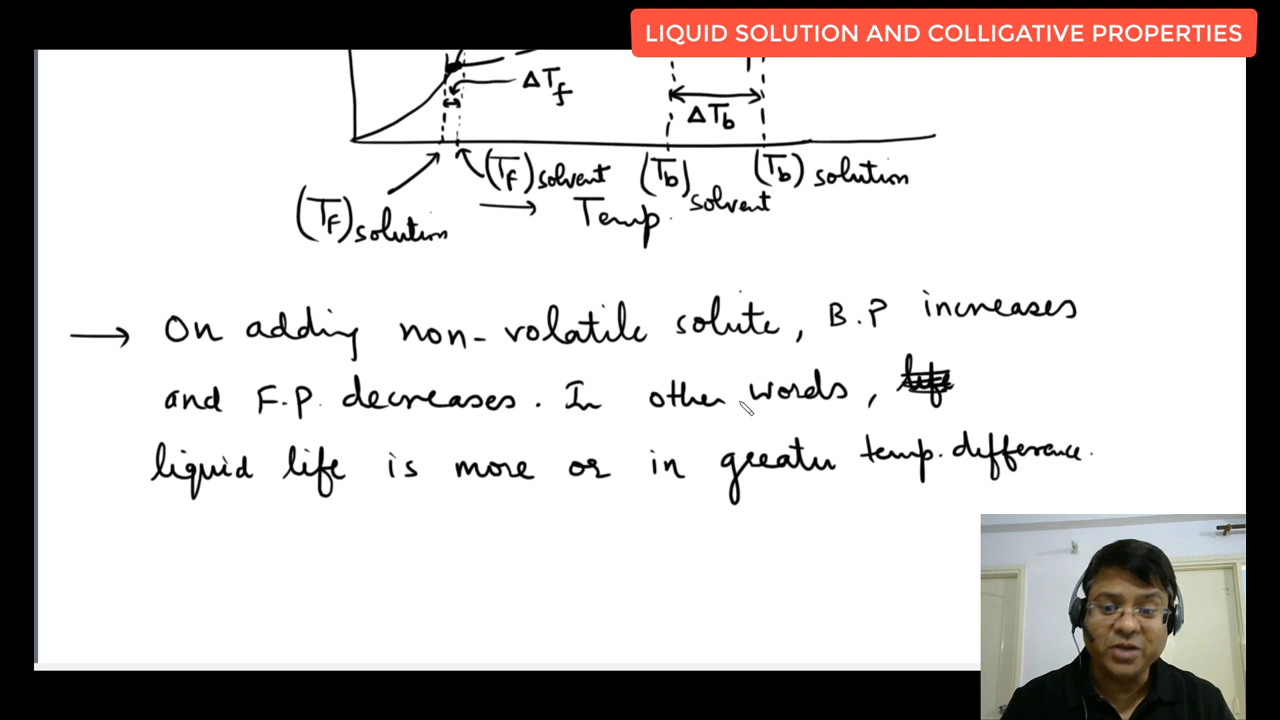 LIQUID SOLUTION AND COLLIGATIVE PROPERTIES
ΔTf
ΔTb
(Tf)solvent (Tb)solvent (Tb) solution
(TF)solution → Temp.
→ On adding non-volatile solute, B.P increases
and F.P. decreases. In other words,
liquid life is more or in greater temp. difference.